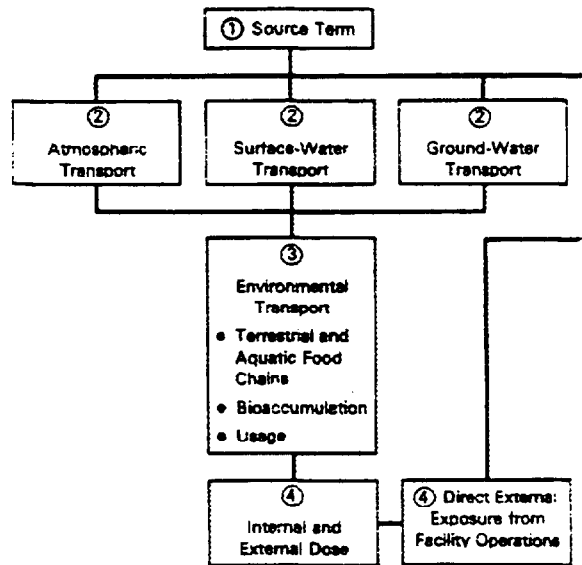 ① Source Term
②
Atmospheric
Transport
②
Surface-Water
Transport
②
Ground-Water
Transport
③
Environmental
Transport
• Terrestrial and
Aquatic Food
Chains
• Bioaccumulation
• Usage
④
Internal and
External Dose
④ Direct External
Exposure from
Facility Operations